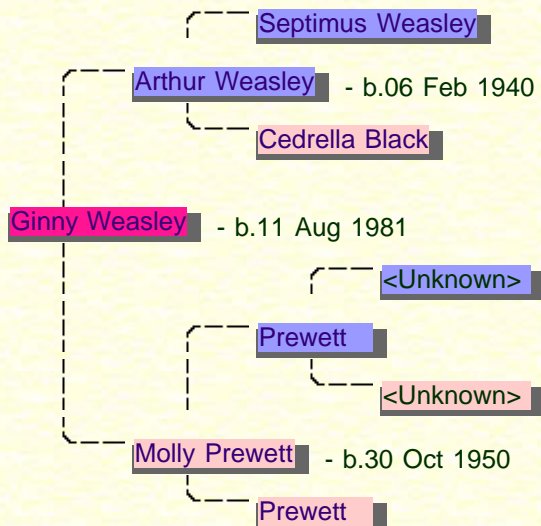 Septimus Weasley
Arthur Weasley - b.06 Feb 1940
Cedrella Black
Ginny Weasley - b.11 Aug 1981
<Unknown>
Prewett
<Unknown>
Molly Prewett - b.30 Oct 1950
Prewett